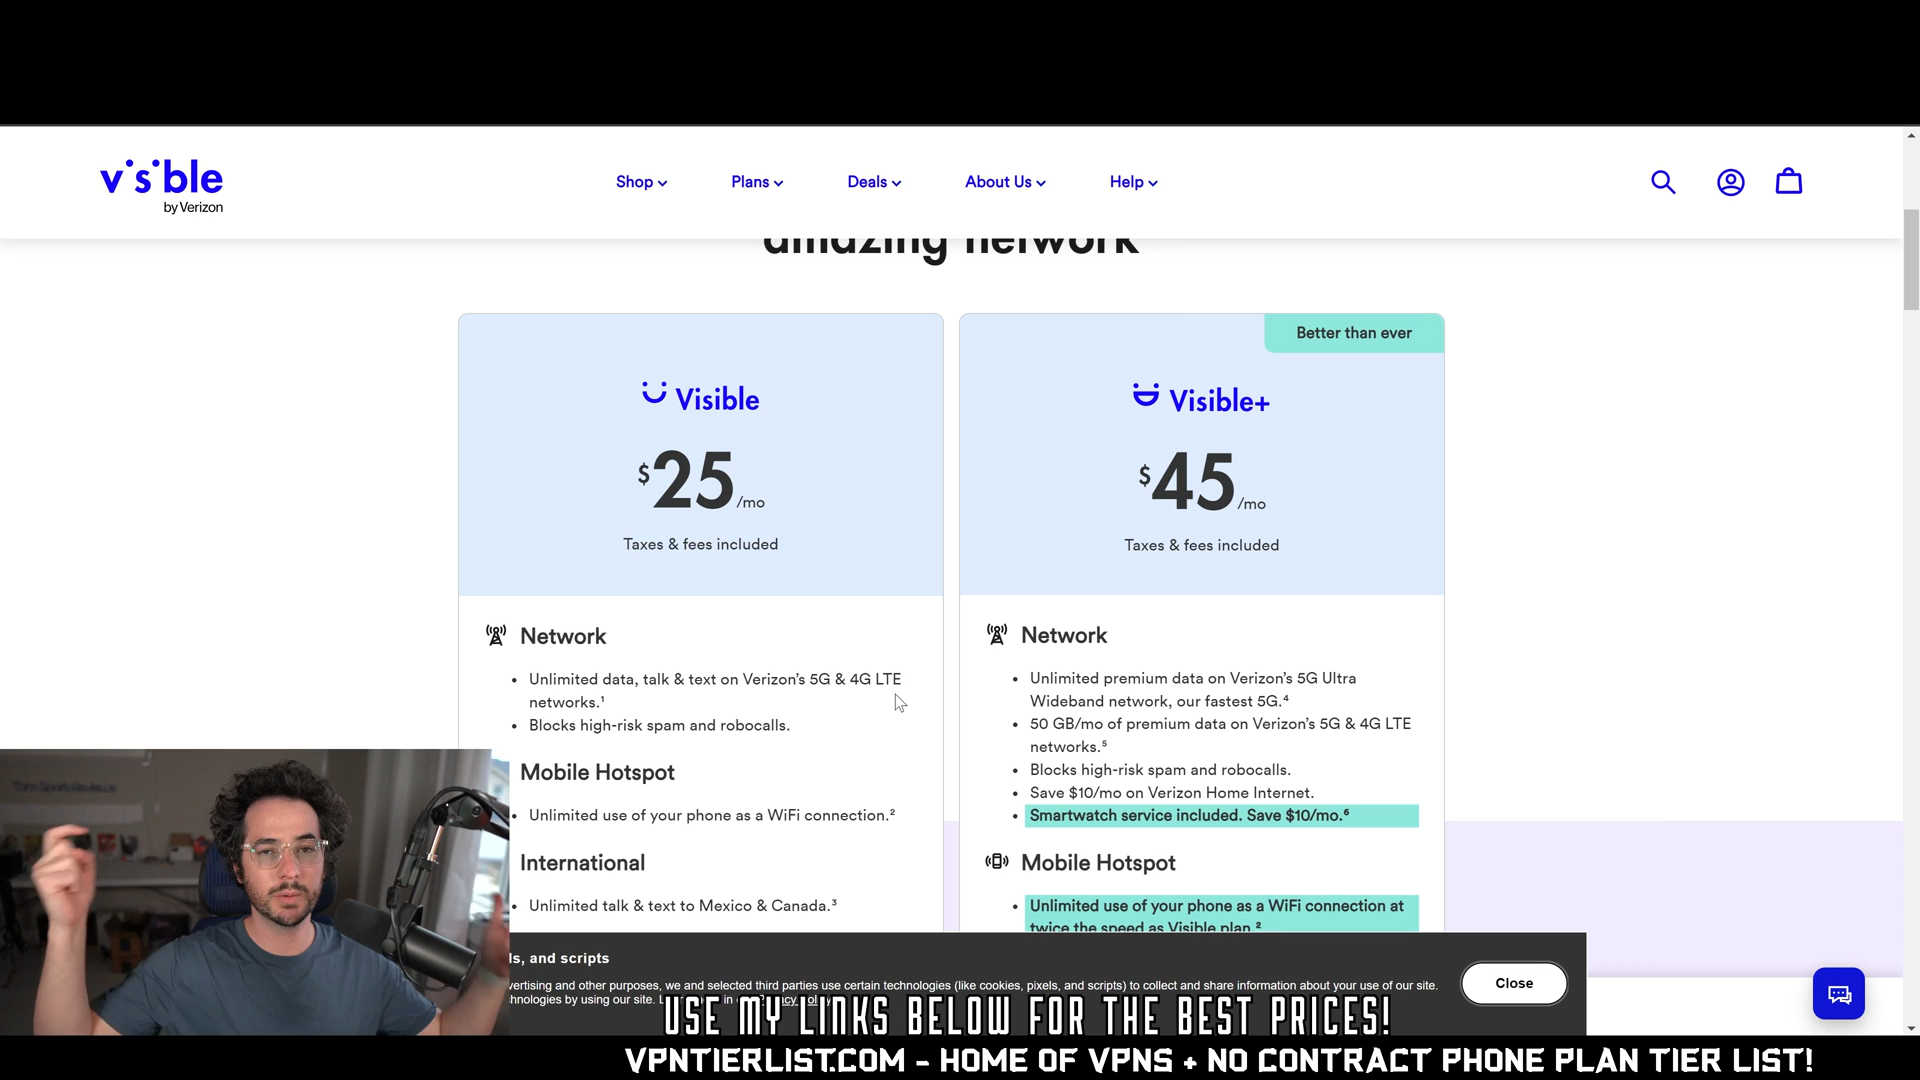 visible
by Verizon
Shop
Plans
Deals
About Us
Help
amazing network
Visible
$25/mo
Taxes & fees included
Network
Unlimited data, talk & text on Verizon's 5G & 4G LTE
networks.¹
Blocks high-risk spam and robocalls.
Mobile Hotspot
Unlimited use of your phone as a WiFi connection.²
International
Unlimited talk & text to Mexico & Canada.³
Better than ever
Visible+
$45/mo
Taxes & fees included
Network
Unlimited premium data on Verizon's 5G Ultra
Wideband network, our fastest 5G.⁴
50 GB/mo of premium data on Verizon's 5G & 4G LTE
networks.⁵
Blocks high-risk spam and robocalls.
Save $10/mo on Verizon Home Internet.
Smartwatch service included. Save $10/mo.⁶
Mobile Hotspot
Unlimited use of your phone as a WiFi connection at
twice the speed as Visible plan.²
ls, and scripts
vertising and other purposes, we and selected third parties use certain technologies (like cookies, pixels, and scripts) to collect and share information about your use of our site.
hnologies by using our site.
Close
USE MY LINKS BELOW FOR THE BEST PRICES!
VPNTIERLIST.COM - HOME OF VPNS + NO CONTRACT PHONE PLAN TIER LIST!